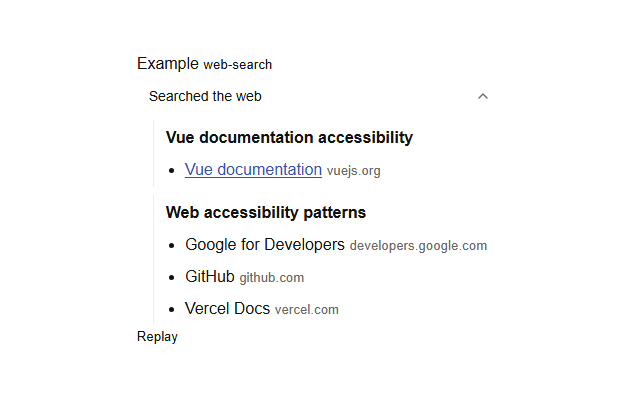 Example web-search
Searched the web
Vue documentation accessibility
Vue documentation vuejs.org
Web accessibility patterns
Google for Developers developers.google.com
GitHub github.com
Vercel Docs vercel.com
Replay